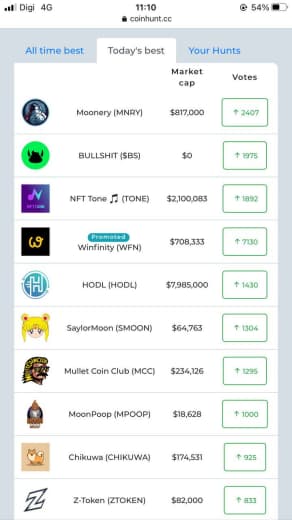 Digi 4G 11:10 54%
coinhunt.cc
All time best Today's best Your Hunts
Market cap Votes
Moonery (MNRY) $817,000 ↑ 2407
BULLSHIT ($BS) $0 ↑ 1975
NFT Tone 🎵 (TONE) $2,100,083 ↑ 1892
Promoted
Winfinity (WFN) $708,333 ↑ 7130
HODL (HODL) $7,985,000 ↑ 1430
SaylorMoon (SMOON) $64,763 ↑ 1304
Mullet Coin Club (MCC) $234,126 ↑ 1295
MoonPoop (MPOOP) $18,628 ↑ 1000
Chikuwa (CHIKUWA) $174,531 ↑ 925
Z-Token (ZTOKEN) $82,000 ↑ 833